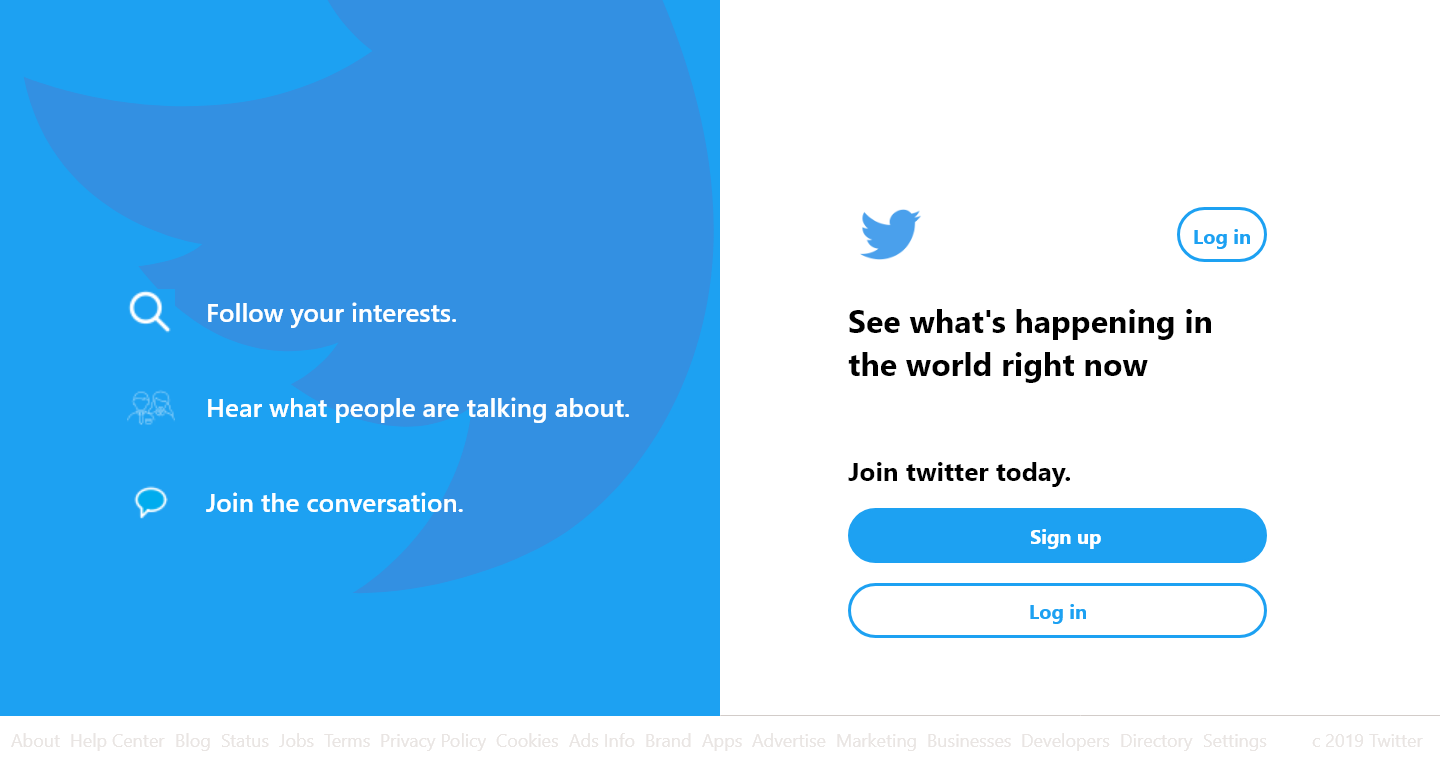 Follow your interests.
Hear what people are talking about.
Join the conversation.
Log in
See what's happening in
the world right now
Join twitter today.
Sign up
Log in
About Help Center Blog Status Jobs Terms Privacy Policy Cookies Ads Info Brand Apps Advertise Marketing Businesses Developers Directory Settings c 2019 Twitter